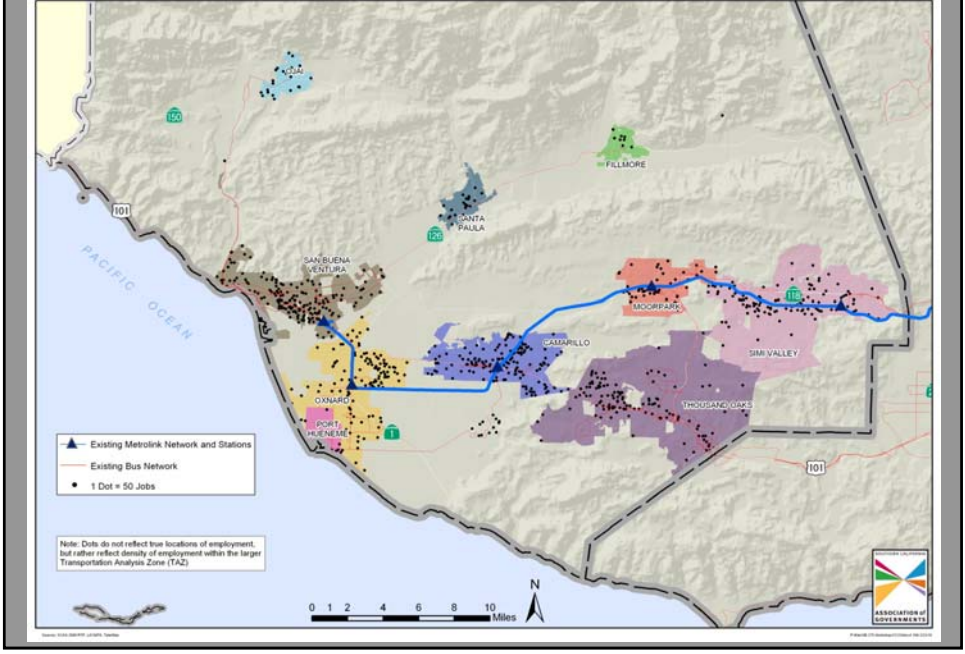 OJAI
150
FILLMORE
101
SANTA
PAULA
126
PACIFIC OCEAN
SAN BUENA
VENTURA
118
MOORPARK
CAMARILLO
SIMI VALLEY
OXNARD
THOUSAND OAKS
PORT
HUENEME
1
101
Existing Metrolink Network and Stations
Existing Bus Network
1 Dot = 50 Jobs
Note: Dots do not reflect true locations of employment,
but rather reflect density of employment within the larger
Transportation Analysis Zone (TAZ)
N
0 1 2 4 6 8 10
Miles
SOUTHERN CALIFORNIA
ASSOCIATION of
GOVERNMENTS